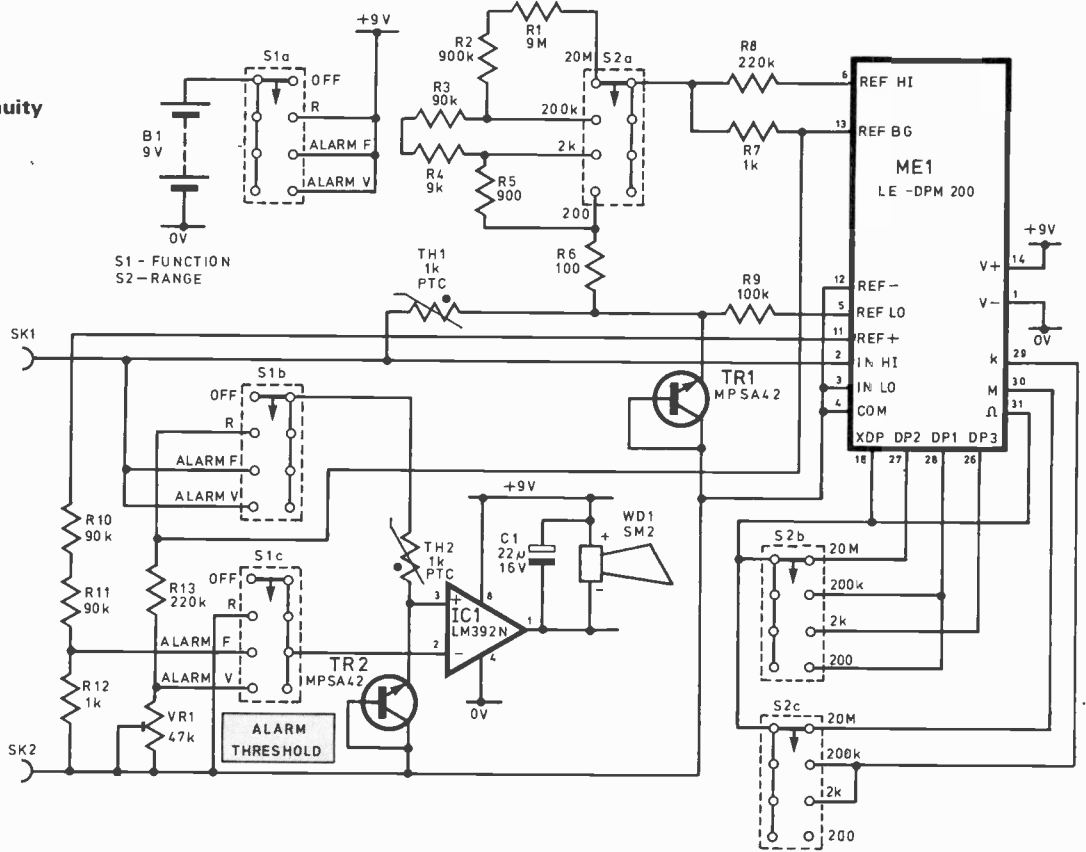 nuity
+9V
S1a
OFF
R
ALARM F
ALARM V
B1
9V
0V
S1 - FUNCTION
S2 - RANGE
R1
9M
R2
900k
R3
90k
R4
9k
R5
900
20M
S2a
200k
2k
200
R6
100
R8
220k
R7
1k
6
REF HI
13
REF BG
ME1
LE -DPM 200
+9V
V+
14
V-
1
0V
12
REF-
5
REF LO
11
REF+
2
IN HI
3
IN LO
4
COM
k
29
M
30
Ω
31
XDP
DP2
DP1
DP3
18
27
28
26
TH1
1k
PTC
R9
100k
SK1
TR1
MPSA42
S1b
OFF
R
ALARM F
ALARM V
R10
90k
R11
90k
R12
1k
R13
220k
S1c
OFF
R
ALARM F
ALARM V
VR1
47k
ALARM
THRESHOLD
SK2
TH2
1k
PTC
TR2
MPSA42
+9V
3
+
IC1
LM392N
2
-
8
1
4
0V
C1
22µ
16V
WD1
SM2
+
-
S2b
20M
200k
2k
200
S2c
20M
200k
2k
200